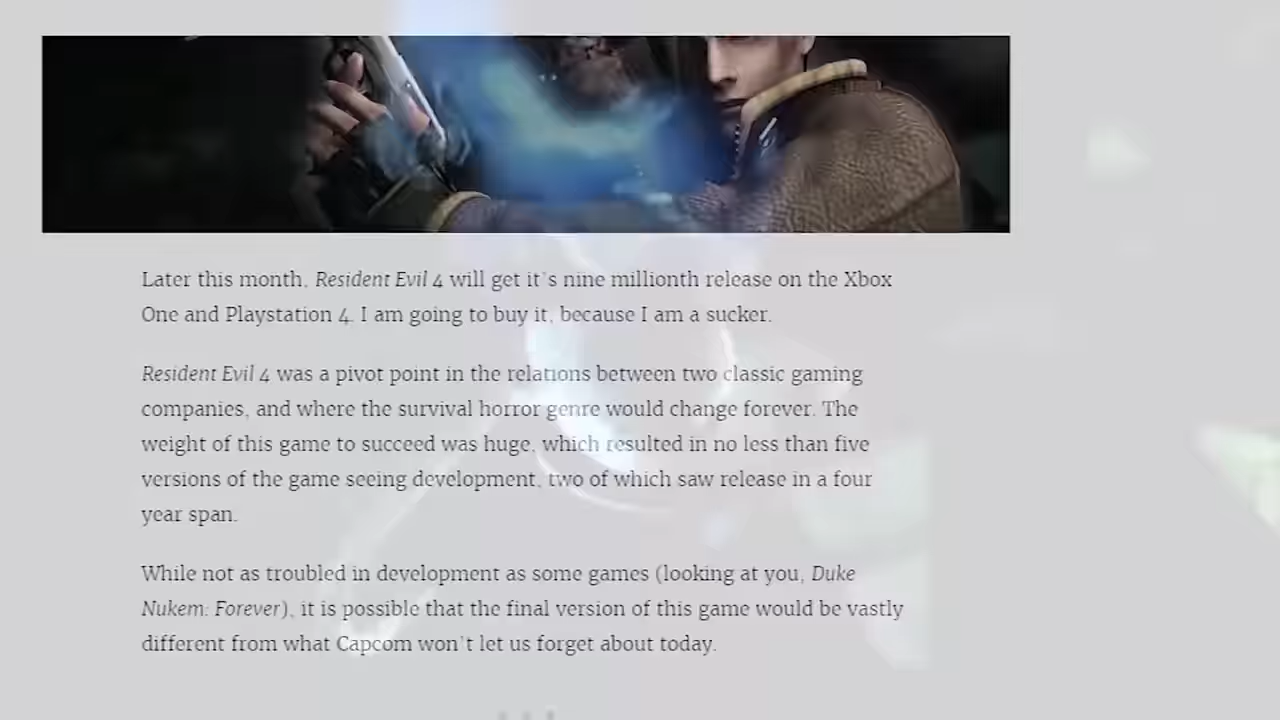 Later this month, Resident Evil 4 will get it's nine millionth release on the Xbox
One and Playstation 4. I am going to buy it, because I am a sucker.
Resident Evil 4 was a pivot point in the relations between two classic gaming
companies, and where the survival horror genre would change forever. The
weight of this game to succeed was huge, which resulted in no less than five
versions of the game seeing development, two of which saw release in a four
year span.
While not as troubled in development as some games (looking at you, Duke
Nukem: Forever), it is possible that the final version of this game would be vastly
different from what Capcom won't let us forget about today.